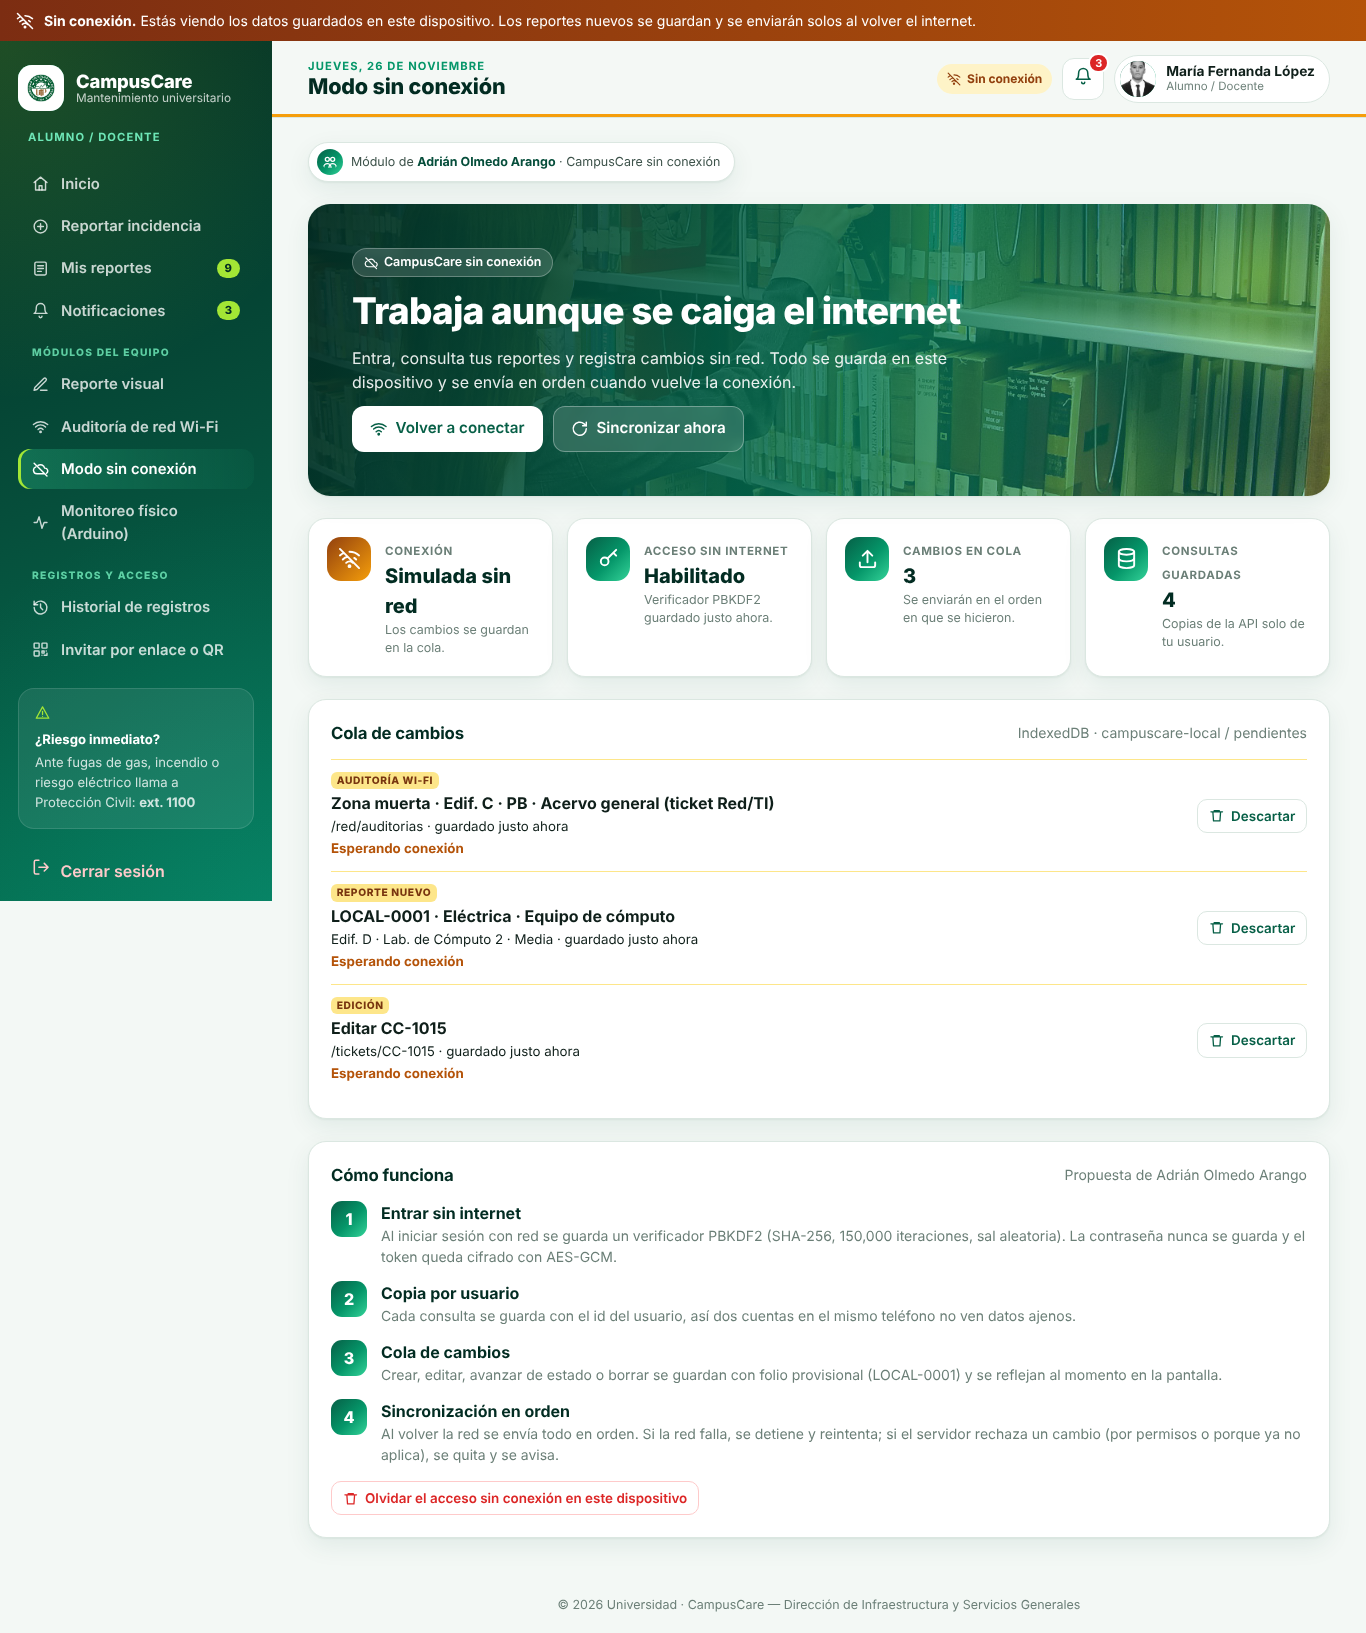 Sin conexión. Estás viendo los datos guardados en este dispositivo. Los reportes nuevos se guardan y se enviarán solos al volver el internet.
CampusCare
Mantenimiento universitario
ALUMNO / DOCENTE
Inicio
Reportar incidencia
Mis reportes 9
Notificaciones 3
MÓDULOS DEL EQUIPO
Reporte visual
Auditoría de red Wi-Fi
Modo sin conexión
Monitoreo físico
(Arduino)
REGISTROS Y ACCESO
Historial de registros
Invitar por enlace o QR
¿Riesgo inmediato?
Ante fugas de gas, incendio o
riesgo eléctrico llama a
Protección Civil: ext. 1100
Cerrar sesión
JUEVES, 26 DE NOVIEMBRE
Modo sin conexión
Sin conexión
3
María Fernanda López
Alumno / Docente
Módulo de Adrián Olmedo Arango · CampusCare sin conexión
CampusCare sin conexión
Trabaja aunque se caiga el internet
Entra, consulta tus reportes y registra cambios sin red. Todo se guarda en este
dispositivo y se envía en orden cuando vuelve la conexión.
Volver a conectar
Sincronizar ahora
CONEXIÓN
Simulada sin
red
Los cambios se guardan
en la cola.
ACCESO SIN INTERNET
Habilitado
Verificador PBKDF2
guardado justo ahora.
CAMBIOS EN COLA
3
Se enviarán en el orden
en que se hicieron.
CONSULTAS
GUARDADAS
4
Copias de la API solo de
tu usuario.
Cola de cambios
IndexedDB · campuscare-local / pendientes
AUDITORÍA WI-FI
Zona muerta · Edif. C · PB · Acervo general (ticket Red/TI)
/red/auditorias · guardado justo ahora
Esperando conexión
Descartar
REPORTE NUEVO
LOCAL-0001 · Eléctrica · Equipo de cómputo
Edif. D · Lab. de Cómputo 2 · Media · guardado justo ahora
Esperando conexión
Descartar
EDICIÓN
Editar CC-1015
/tickets/CC-1015 · guardado justo ahora
Esperando conexión
Descartar
Cómo funciona
Propuesta de Adrián Olmedo Arango
1
Entrar sin internet
Al iniciar sesión con red se guarda un verificador PBKDF2 (SHA-256, 150,000 iteraciones, sal aleatoria). La contraseña nunca se guarda y el
token queda cifrado con AES-GCM.
2
Copia por usuario
Cada consulta se guarda con el id del usuario, así dos cuentas en el mismo teléfono no ven datos ajenos.
3
Cola de cambios
Crear, editar, avanzar de estado o borrar se guardan con folio provisional (LOCAL-0001) y se reflejan al momento en la pantalla.
4
Sincronización en orden
Al volver la red se envía todo en orden. Si la red falla, se detiene y reintenta; si el servidor rechaza un cambio (por permisos o porque ya no
aplica), se quita y se avisa.
Olvidar el acceso sin conexión en este dispositivo
© 2026 Universidad · CampusCare — Dirección de Infraestructura y Servicios Generales